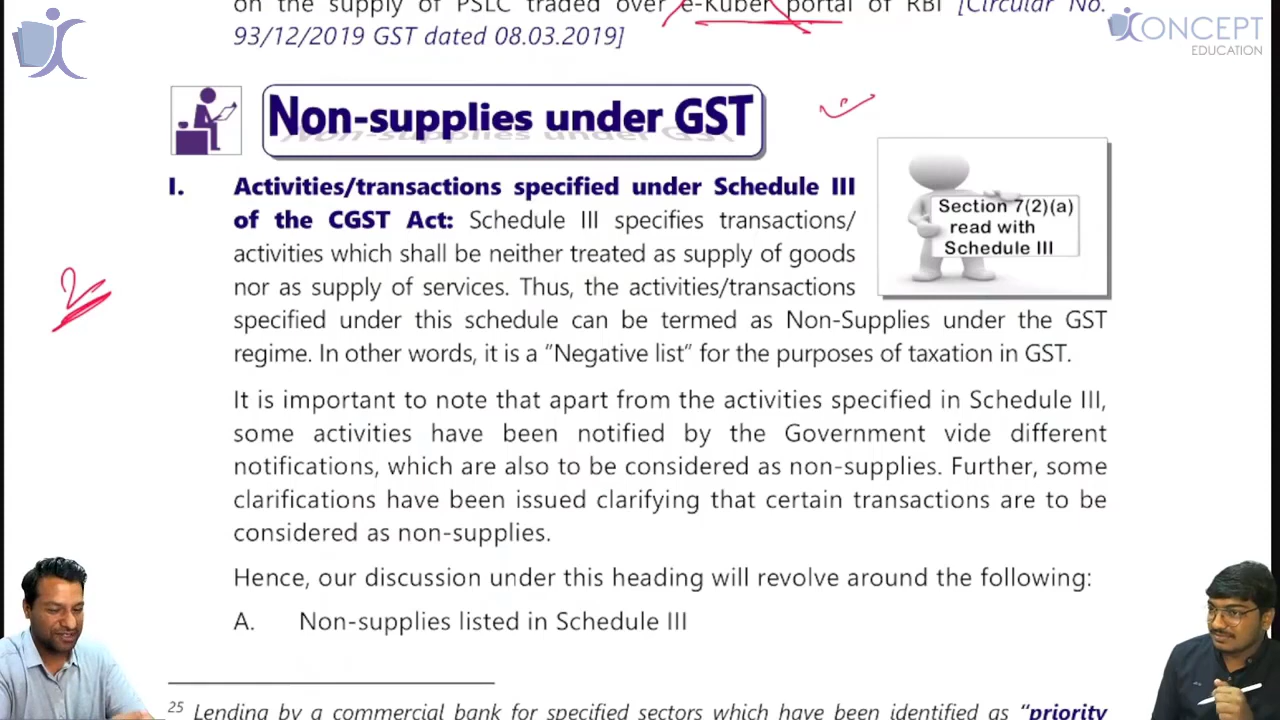 on the supply of PSLC traded over e-Kuber portal of RBI [Circular No.
93/12/2019 GST dated 08.03.2019]
CONCEPT
EDUCATION
Non-supplies under GST
I. Activities/transactions specified under Schedule III
of the CGST Act: Schedule III specifies transactions/
activities which shall be neither treated as supply of goods
nor as supply of services. Thus, the activities/transactions
specified under this schedule can be termed as Non-Supplies under the GST
regime. In other words, it is a "Negative list" for the purposes of taxation in GST.
Section 7(2)(a)
read with
Schedule III
It is important to note that apart from the activities specified in Schedule III,
some activities have been notified by the Government vide different
notifications, which are also to be considered as non-supplies. Further, some
clarifications have been issued clarifying that certain transactions are to be
considered as non-supplies.
Hence, our discussion under this heading will revolve around the following:
A. Non-supplies listed in Schedule III
25 Lending by a commercial bank for specified sectors which have been identified as "priority